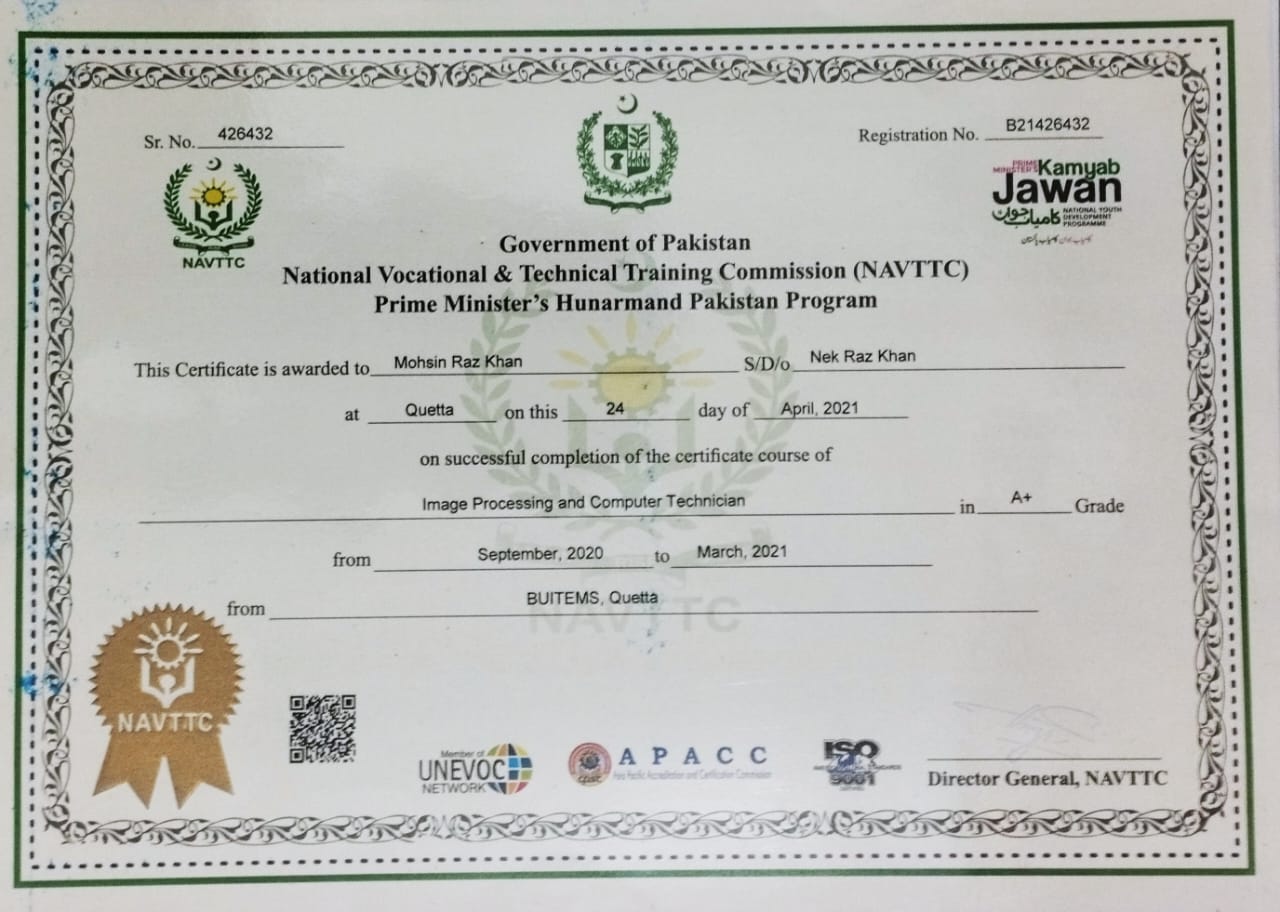 Sr. No. 426432
Registration No. B21426432
NAVTTC
PRIME MINISTER'S Kamyab
Jawan
کامیاب جوان NATIONAL YOUTH DEVELOPMENT PROGRAMME
Government of Pakistan
National Vocational & Technical Training Commission (NAVTTC)
Prime Minister's Hunarmand Pakistan Program
This Certificate is awarded to Mohsin Raz Khan S/D/o Nek Raz Khan
at Quetta on this 24 day of April, 2021
on successful completion of the certificate course of
Image Processing and Computer Technician in A+ Grade
from September, 2020 to March, 2021
from BUITEMS, Quetta
NAVTTC
NAVTTC
Member of
UNEVOC
NETWORK
APACC
Asia Pacific Accreditation and Certification Commission
ISO
9001
Director General, NAVTTC